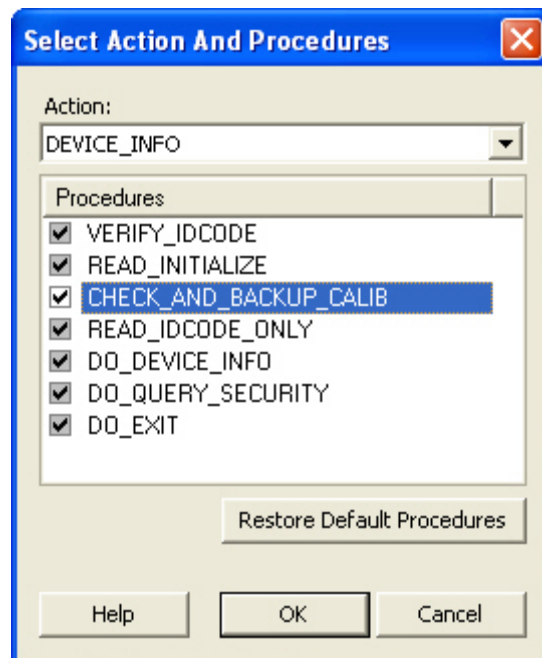 Select Action And Procedures
Action:
DEVICE_INFO
Procedures
VERIFY_IDCODE
READ_INITIALIZE
CHECK_AND_BACKUP_CALIB
READ_IDCODE_ONLY
DO_DEVICE_INFO
DO_QUERY_SECURITY
DO_EXIT
Restore Default Procedures
Help OK Cancel